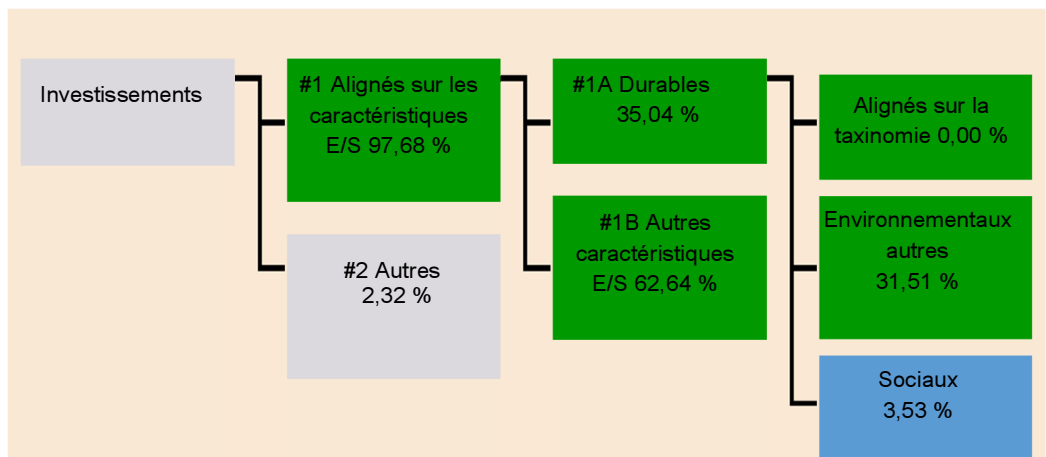 Investissements
#1 Alignés sur les
caractéristiques
E/S 97,68 %
#2 Autres
2,32 %
#1A Durables
35,04 %
#1B Autres
caractéristiques
E/S 62,64 %
Alignés sur la
taxinomie 0,00 %
Environnementaux
autres
31,51 %
Sociaux
3,53 %